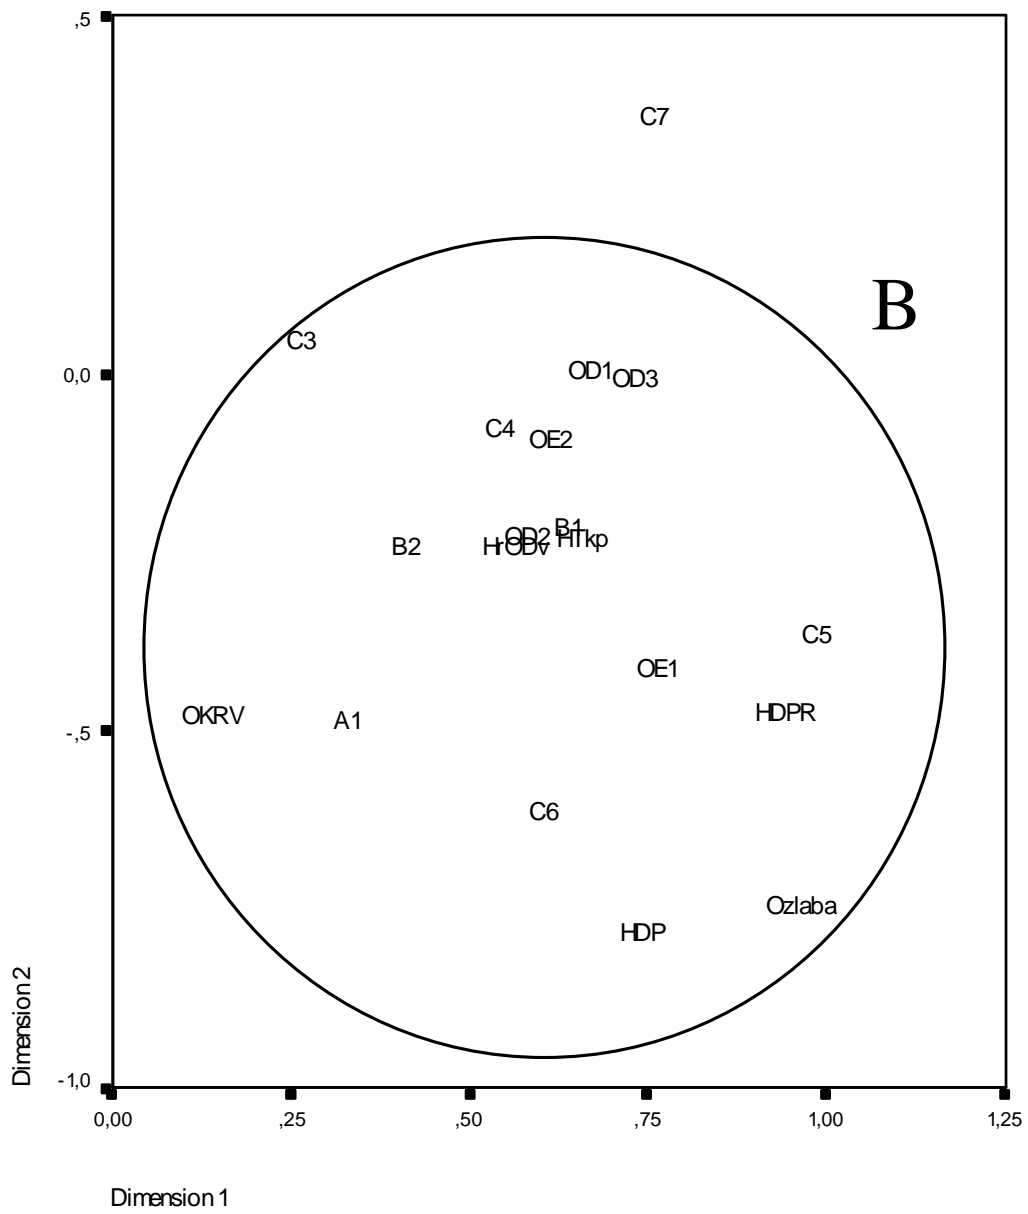 ,5
C7
B
C3
0,0
OD1
OD3
C4
OE2
B1
OD2
HTkp
B2
HrODv
C5
OE1
OKRV
A1
HDPR
-,5
C6
Ozlaba
HDP
Dimension 2
-1,0
0,00 ,25 ,50 ,75 1,00 1,25
Dimension 1